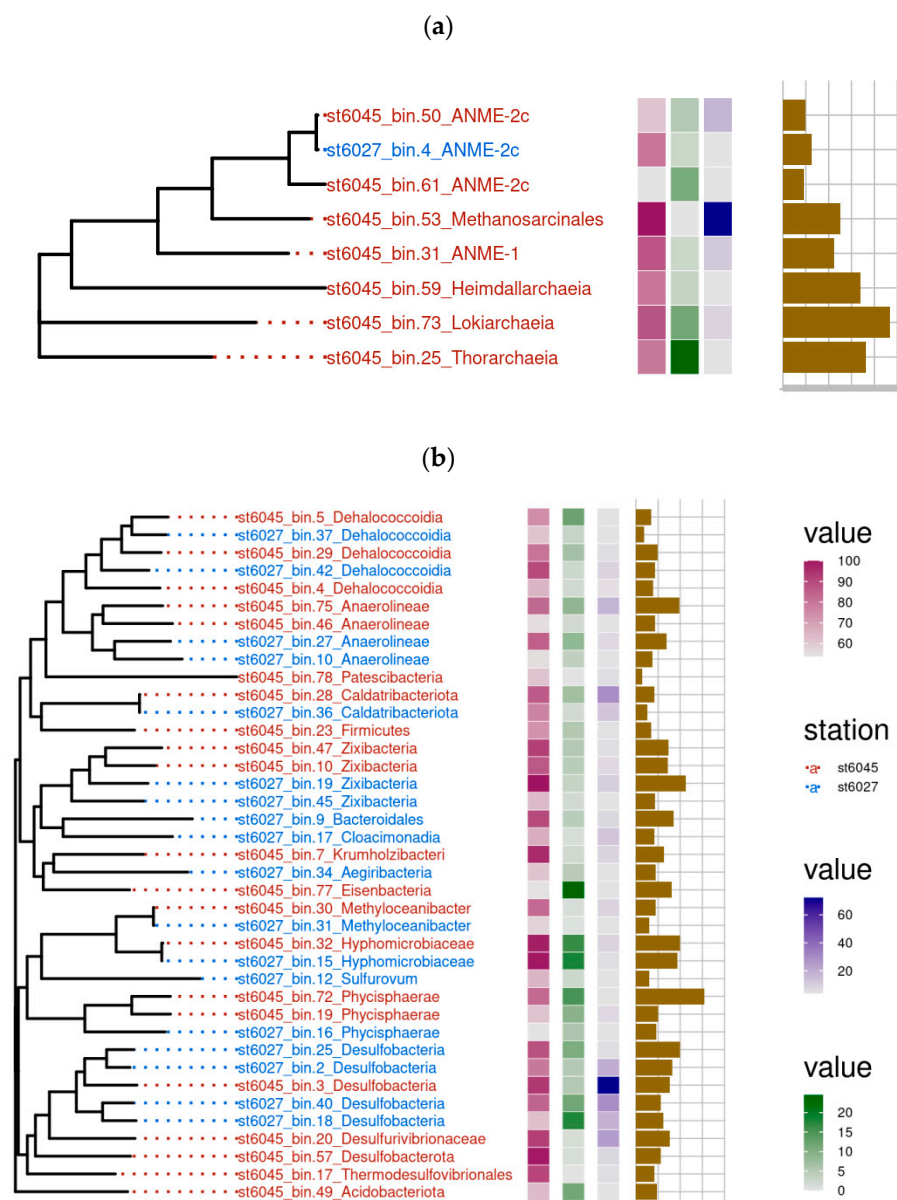 (a)
st6045_bin.50_ANME-2c
st6027_bin.4_ANME-2c
st6045_bin.61_ANME-2c
st6045_bin.53_Methanosarcinales
st6045_bin.31_ANME-1
st6045_bin.59_Heimdallarchaeia
st6045_bin.73_Lokiarchaeia
st6045_bin.25_Thorarchaeia
(b)
st6045_bin.5_Dehalococcoidia
st6027_bin.37_Dehalococcoidia
st6045_bin.29_Dehalococcoidia
st6027_bin.42_Dehalococcoidia
st6045_bin.4_Dehalococcoidia
st6045_bin.75_Anaerolineae
st6045_bin.46_Anaerolineae
st6027_bin.27_Anaerolineae
st6027_bin.10_Anaerolineae
st6045_bin.78_Patescibacteria
st6045_bin.28_Caldatribacteriota
st6027_bin.36_Caldatribacteriota
st6045_bin.23_Firmicutes
st6045_bin.47_Zixibacteria
st6045_bin.10_Zixibacteria
st6027_bin.19_Zixibacteria
st6027_bin.45_Zixibacteria
st6027_bin.9_Bacteroidales
st6027_bin.17_Cloacimonadia
st6045_bin.7_Krumholzibacteri
st6027_bin.34_Aegiribacteria
st6045_bin.77_Eisenbacteria
st6045_bin.30_Methyloceanibacter
st6027_bin.31_Methyloceanibacter
st6045_bin.32_Hyphomicrobiaceae
st6027_bin.15_Hyphomicrobiaceae
st6027_bin.12_Sulfurovum
st6045_bin.72_Phycisphaerae
st6045_bin.19_Phycisphaerae
st6027_bin.16_Phycisphaerae
st6027_bin.25_Desulfobacteria
st6027_bin.2_Desulfobacteria
st6045_bin.3_Desulfobacteria
st6027_bin.40_Desulfobacteria
st6027_bin.18_Desulfobacteria
st6045_bin.20_Desulfurivibrionaceae
st6045_bin.57_Desulfobacterota
st6045_bin.17_Thermodesulfovibrionales
st6045_bin.49_Acidobacteriota
value
100
90
80
70
60
station
a st6045
a st6027
value
60
40
20
value
20
15
10
5
0